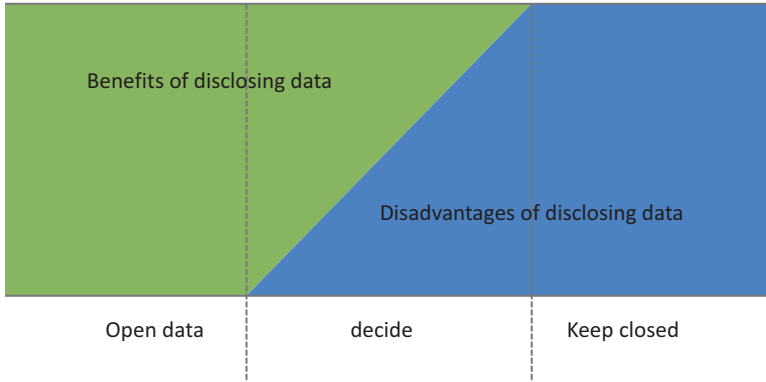 Benefits of disclosing data
Disadvantages of disclosing data
Open data
decide
Keep closed